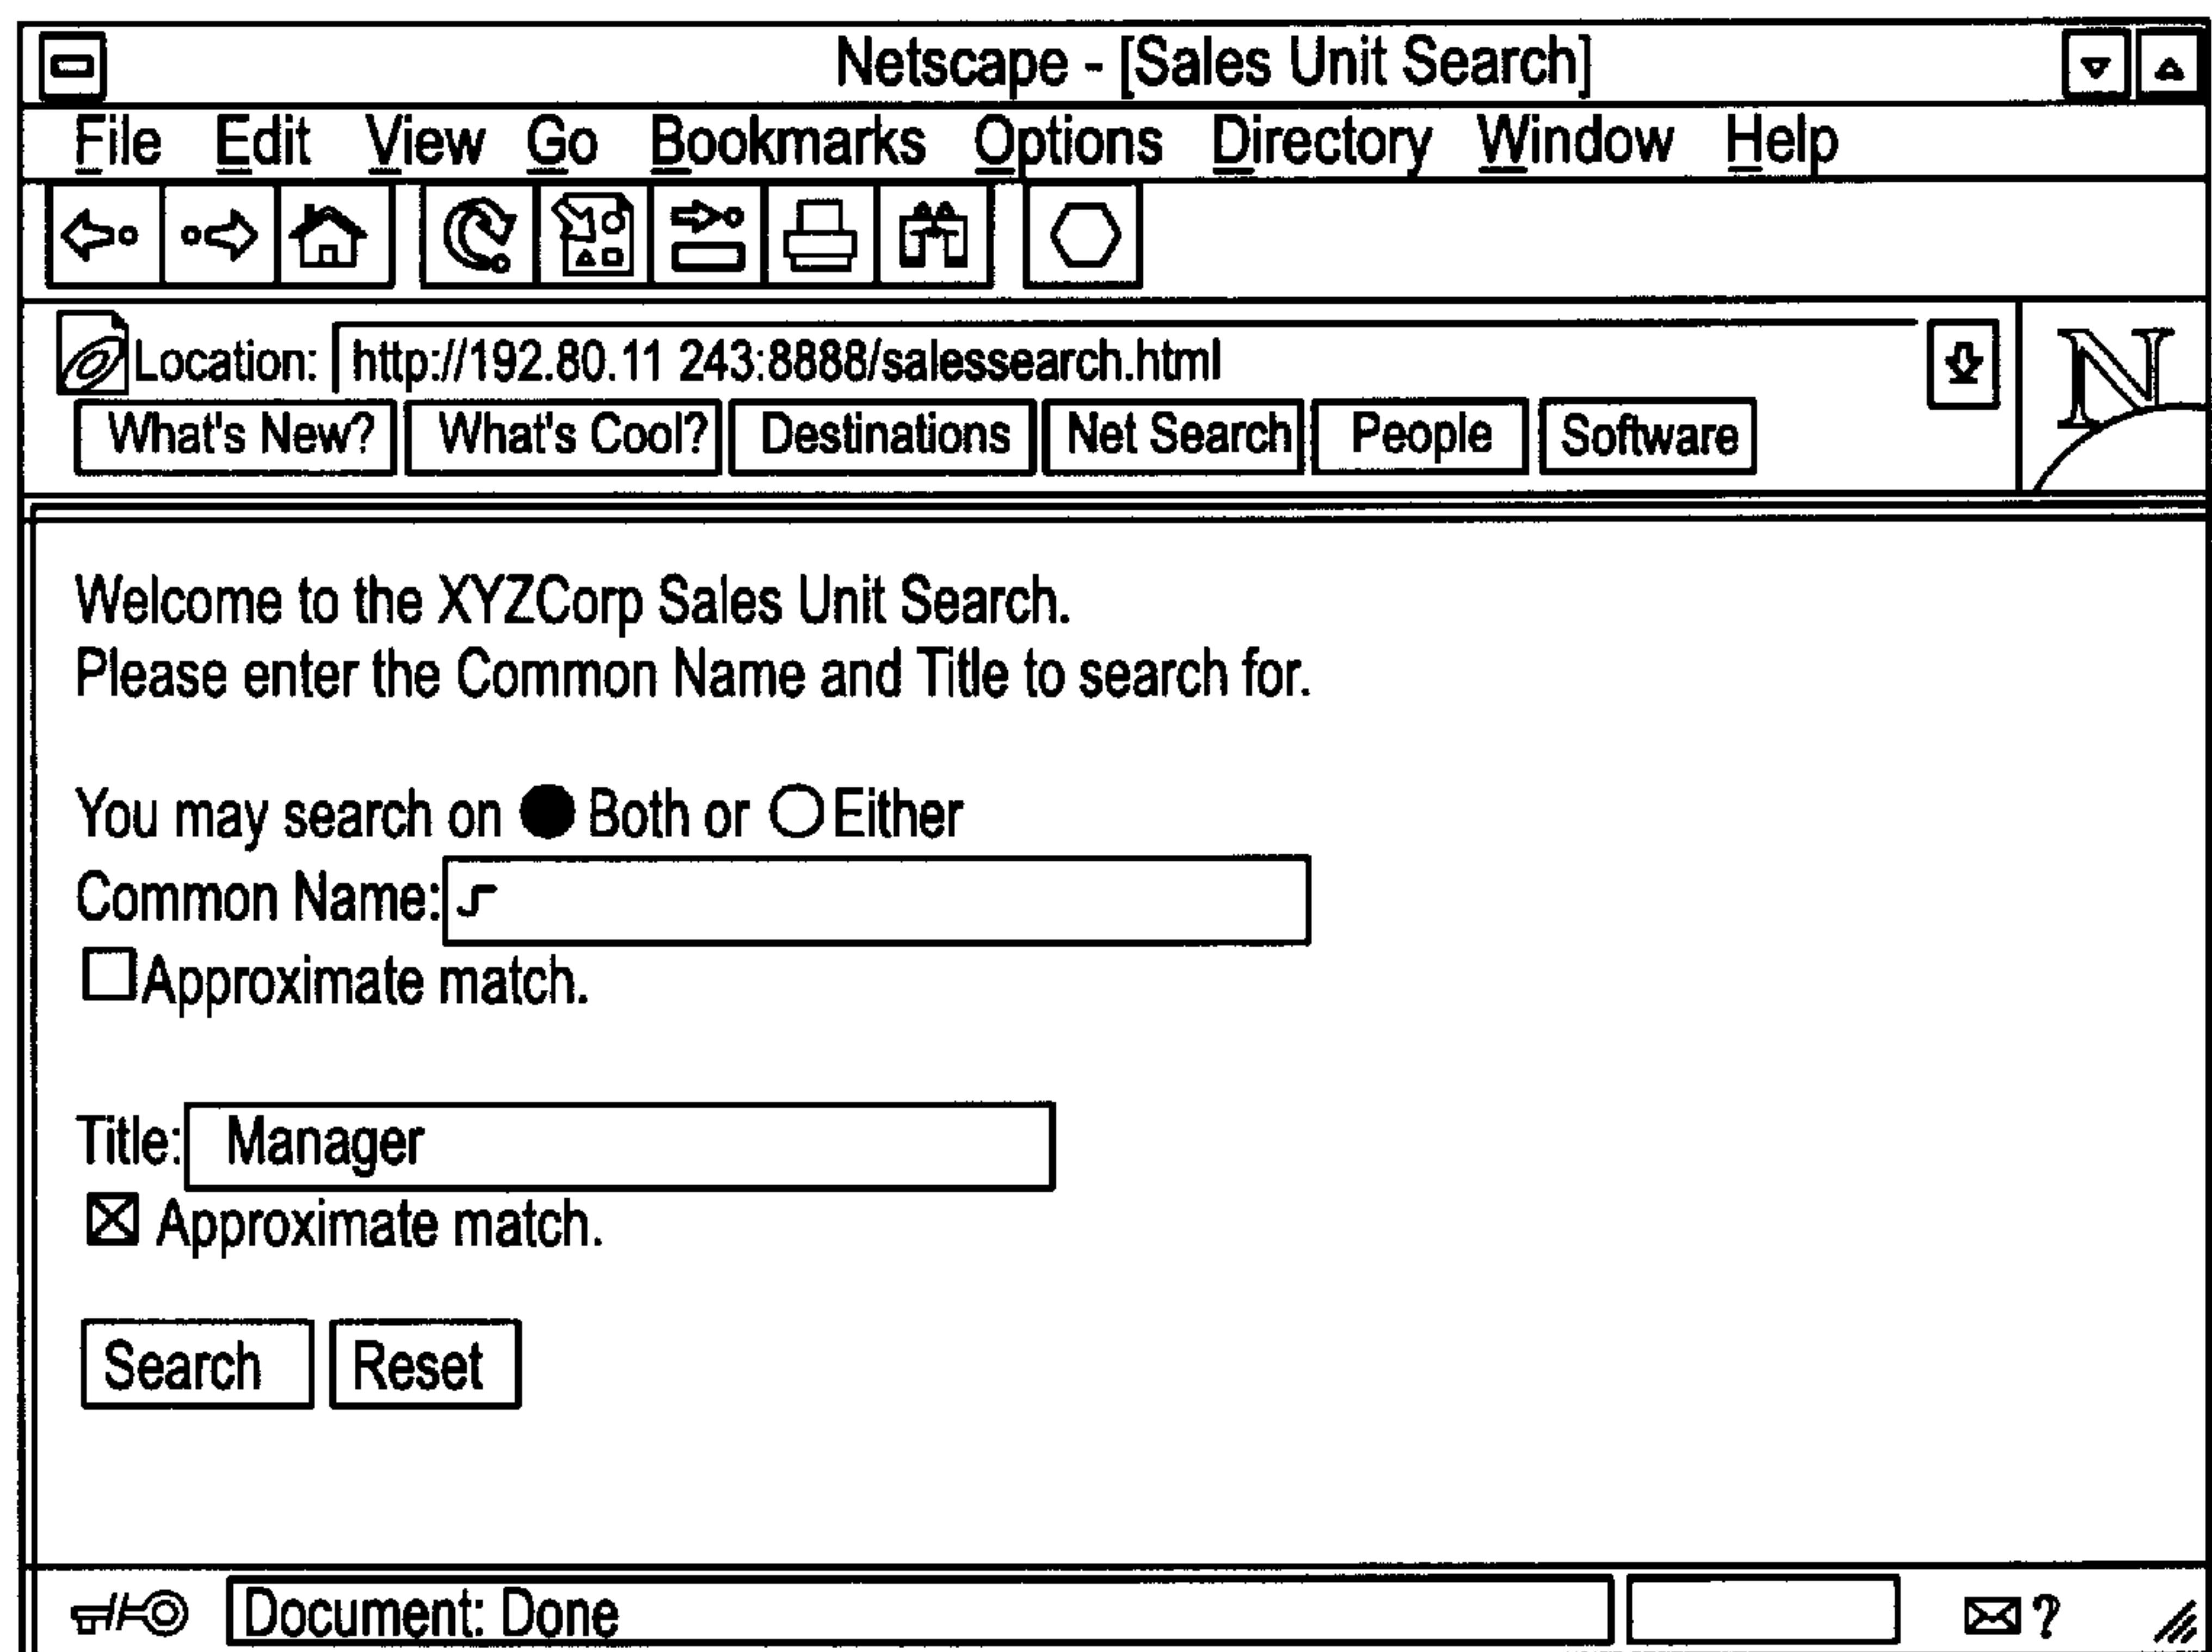 Netscape - [Sales Unit Search]
File Edit View Go Bookmarks Options Directory Window Help
Location: http://192.80.11 243:8888/salessearch.html
N
What's New? What's Cool? Destinations Net Search People Software
Welcome to the XYZCorp Sales Unit Search.
Please enter the Common Name and Title to search for.
You may search on Both or Either
Common Name:
Approximate match.
Title: Manager
Approximate match.
Search Reset
Document: Done
?